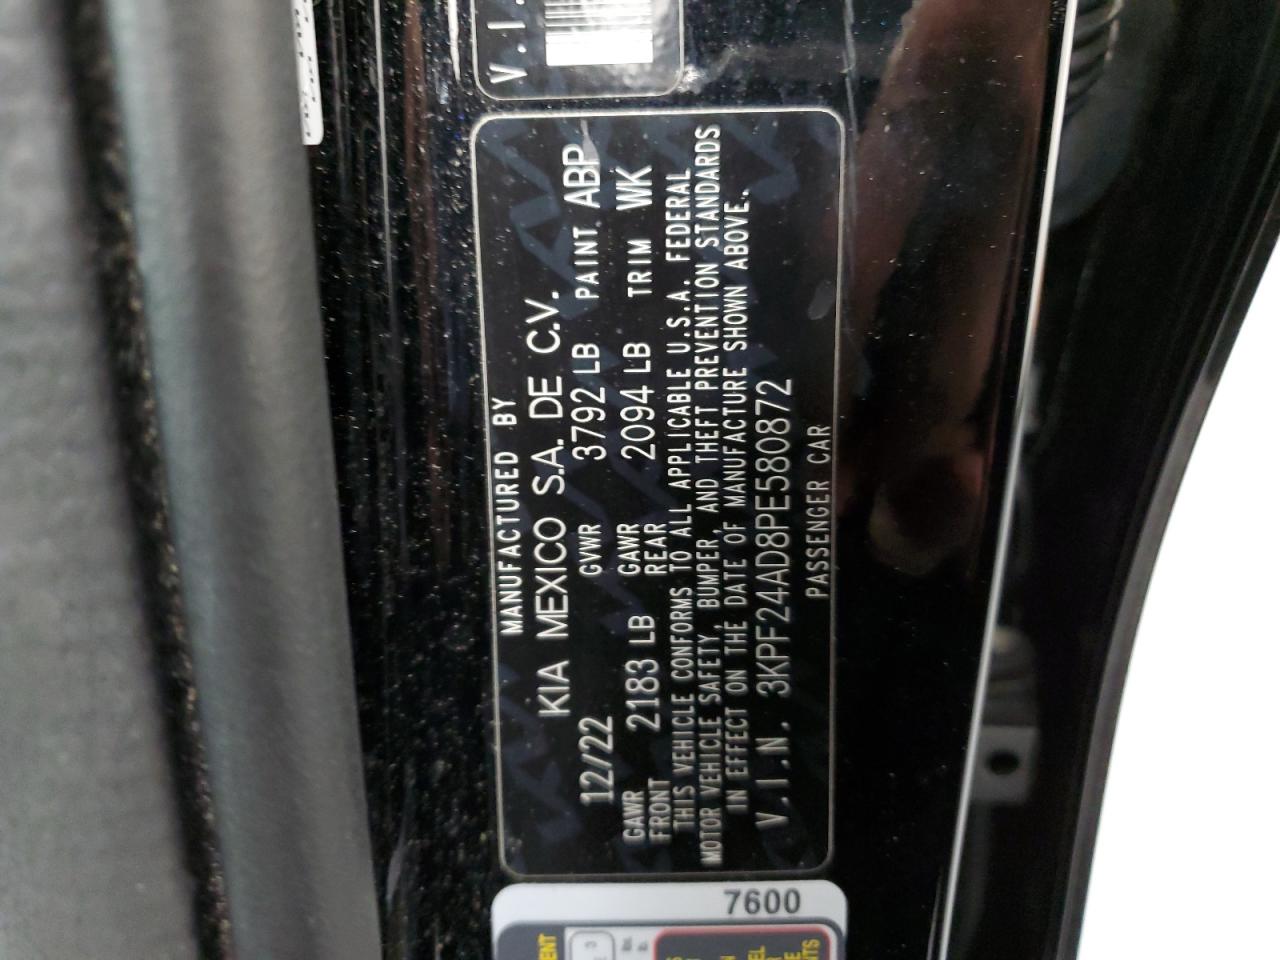 MANUFACTURED BY
KIA MEXICO S.A. DE C.V.
12/22 GVWR 3792 LB PAINT ABP
GAWR FRONT 2183 LB GAWR REAR 2094 LB TRIM WK
THIS VEHICLE CONFORMS TO ALL APPLICABLE U.S.A. FEDERAL
MOTOR VEHICLE SAFETY, BUMPER, AND THEFT PREVENTION STANDARDS
IN EFFECT ON THE DATE OF MANUFACTURE SHOWN ABOVE.
V.I.N. 3KPF24AD8PE580872
PASSENGER CAR
V.I.
7600